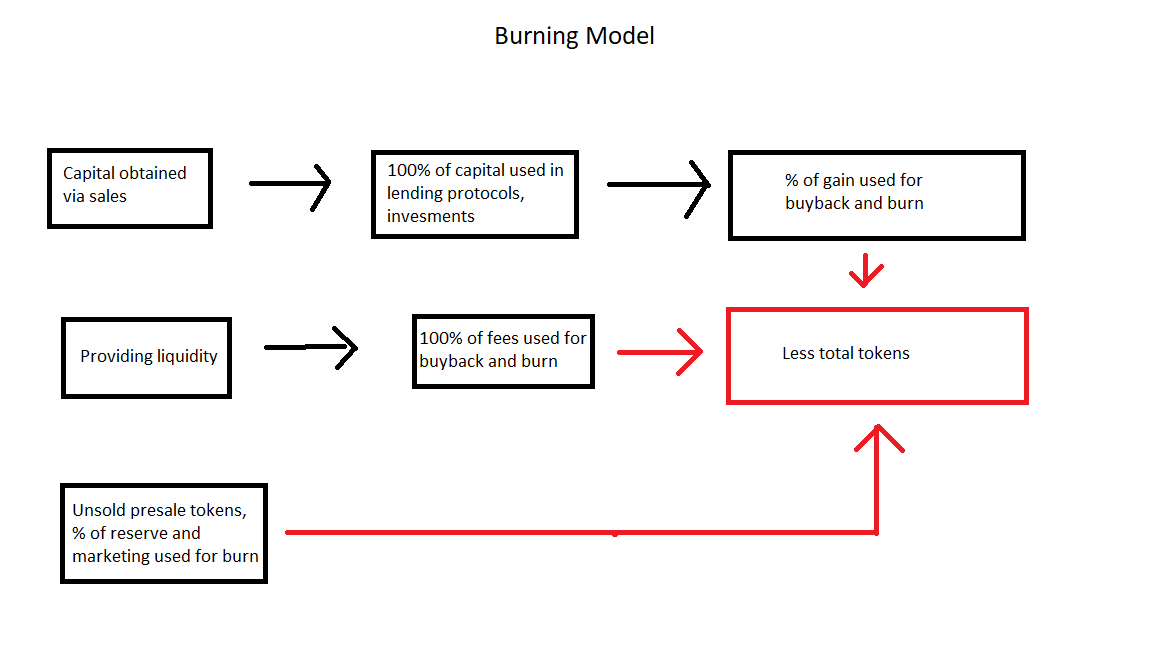 Burning Model
Capital obtained
via sales
100% of capital used in
lending protocols,
invesments
% of gain used for
buyback and burn
Providing liquidity
100% of fees used for
buyback and burn
Less total tokens
Unsold presale tokens,
% of reserve and
marketing used for burn